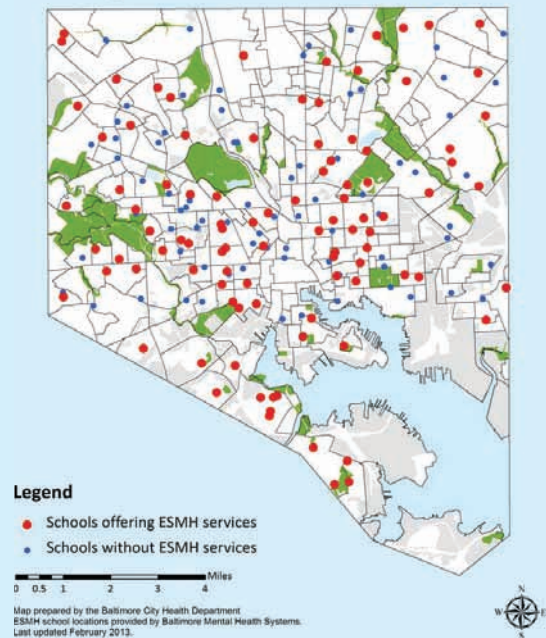 Legend
Schools offering ESMH services
Schools without ESMH services
Miles
0 0.5 1 2 3 4
Map prepared by the Baltimore City Health Department
ESMH school locations provided by Baltimore Mental Health Systems.
Last updated February 2013.
N
W E
S